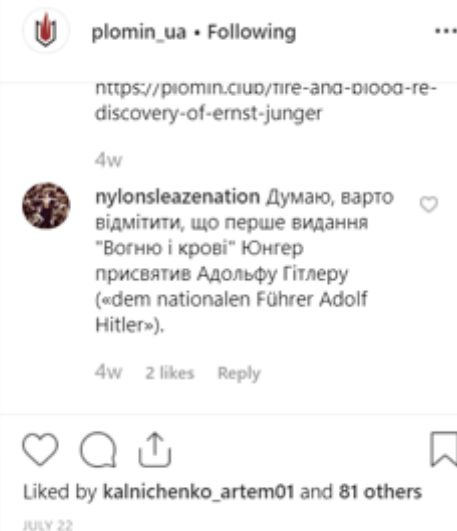 plomin_ua • Following
https://plomin.club/fire-and-blood-re-
discovery-of-ernst-junger
4w
nylonsleazenation Думаю, варто
відмітити, що перше видання
"Вогню і крові" Юнгер
присвятив Адольфу Гітлеру
(«dem nationalen Führer Adolf
Hitler»).
4w 2 likes Reply
Liked by kalnichenko_artem01 and 81 others
JULY 22